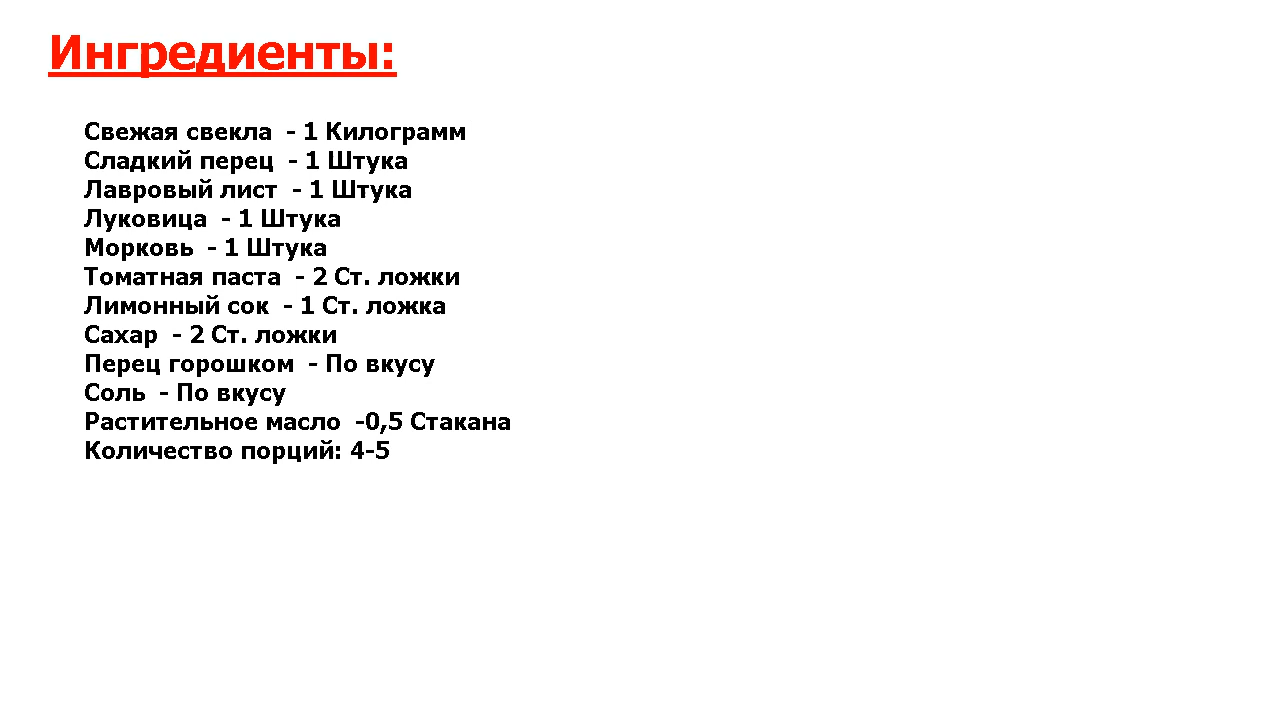 Ингредиенты:
Свежая свекла  - 1 Килограмм
Сладкий перец  - 1 Штука
Лавровый лист  - 1 Штука
Луковица  - 1 Штука
Морковь  - 1 Штука
Томатная паста  - 2 Ст. ложки
Лимонный сок  - 1 Ст. ложка
Сахар  - 2 Ст. ложки
Перец горошком  - По вкусу
Соль  - По вкусу
Растительное масло  -0,5 Стакана
Количество порций: 4-5